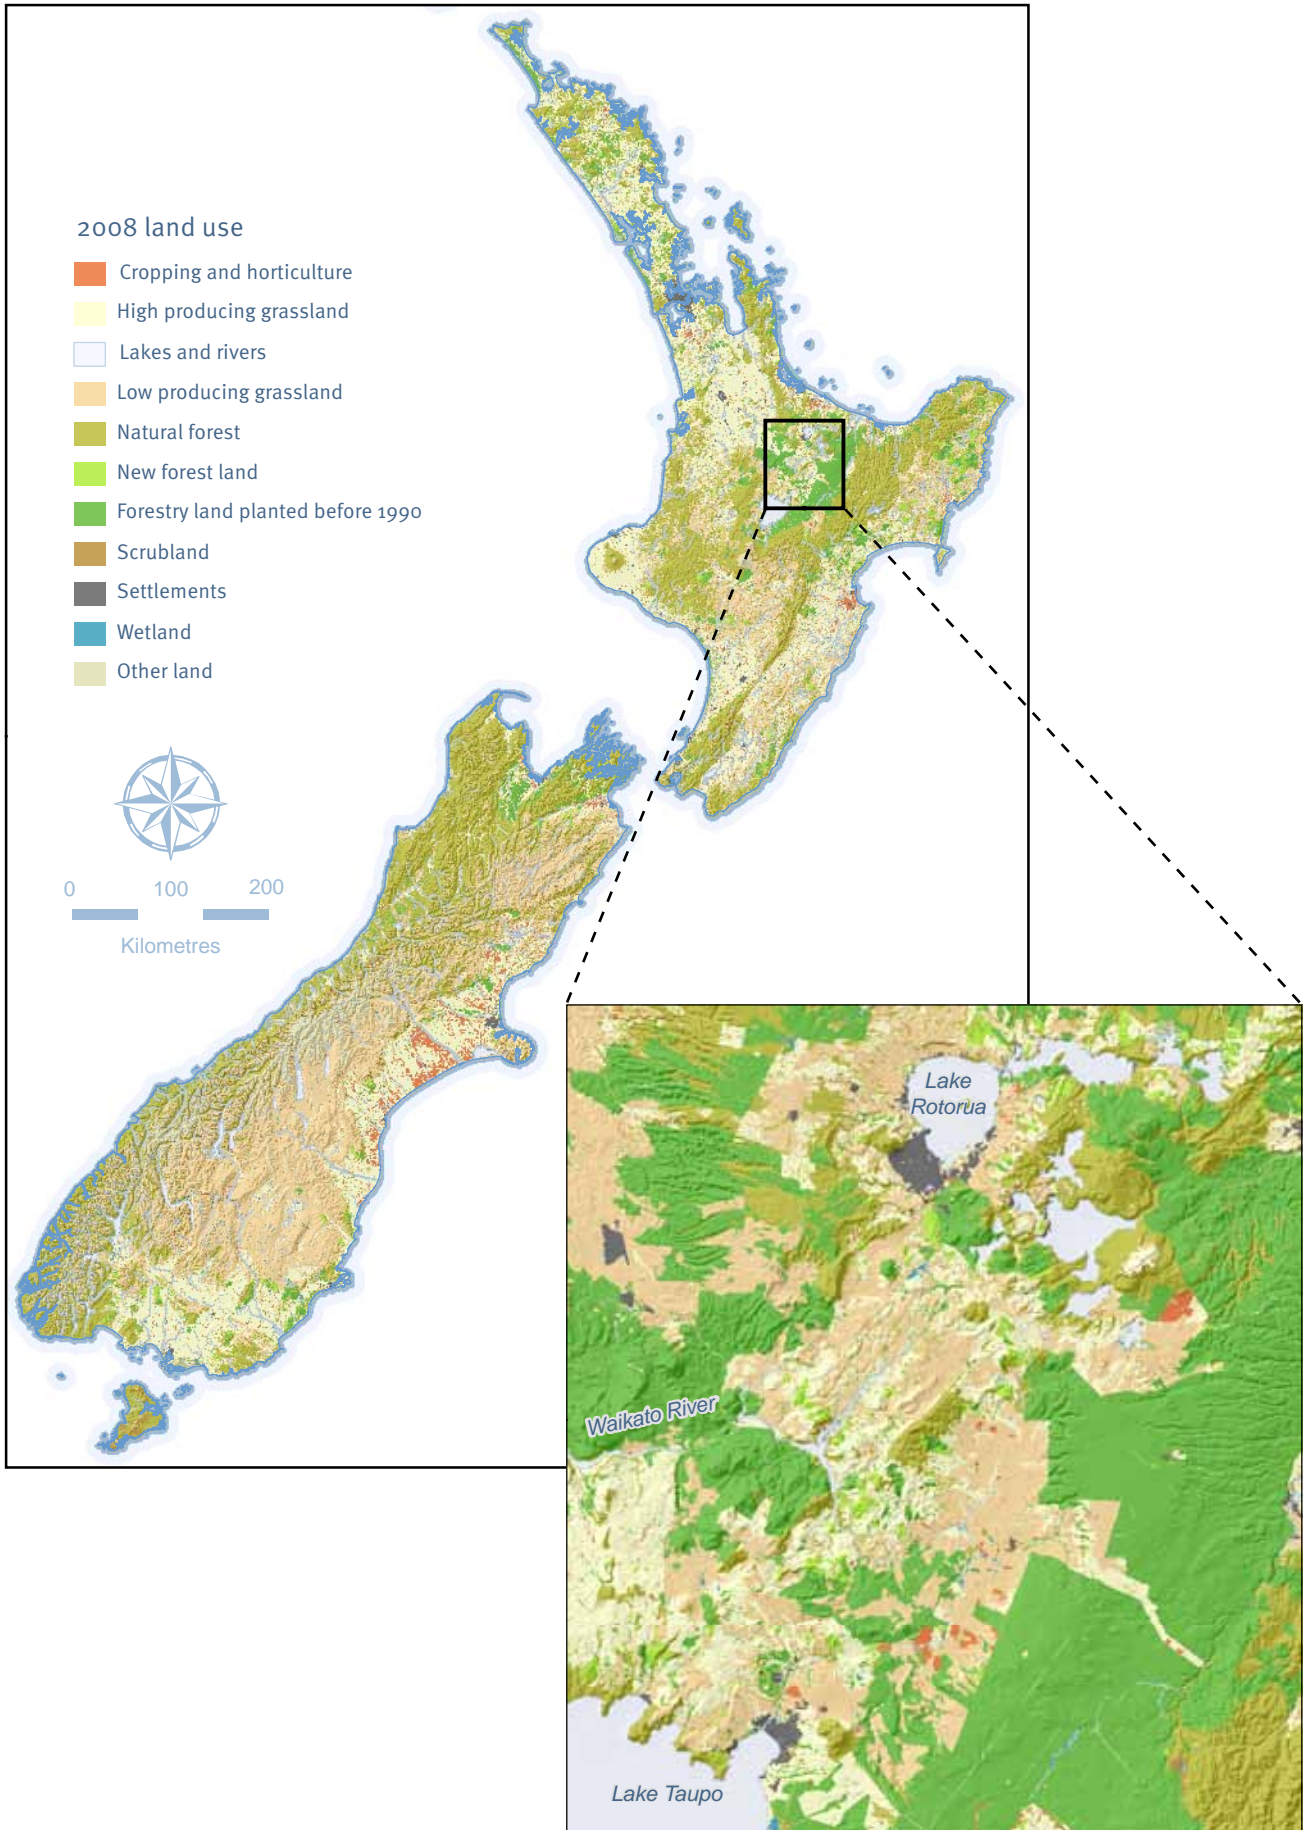 2008 land use
Cropping and horticulture
High producing grassland
Lakes and rivers
Low producing grassland
Natural forest
New forest land
Forestry land planted before 1990
Scrubland
Settlements
Wetland
Other land
0 100 200
Kilometres
Lake
Rotorua
Waikato River
Lake Taupo